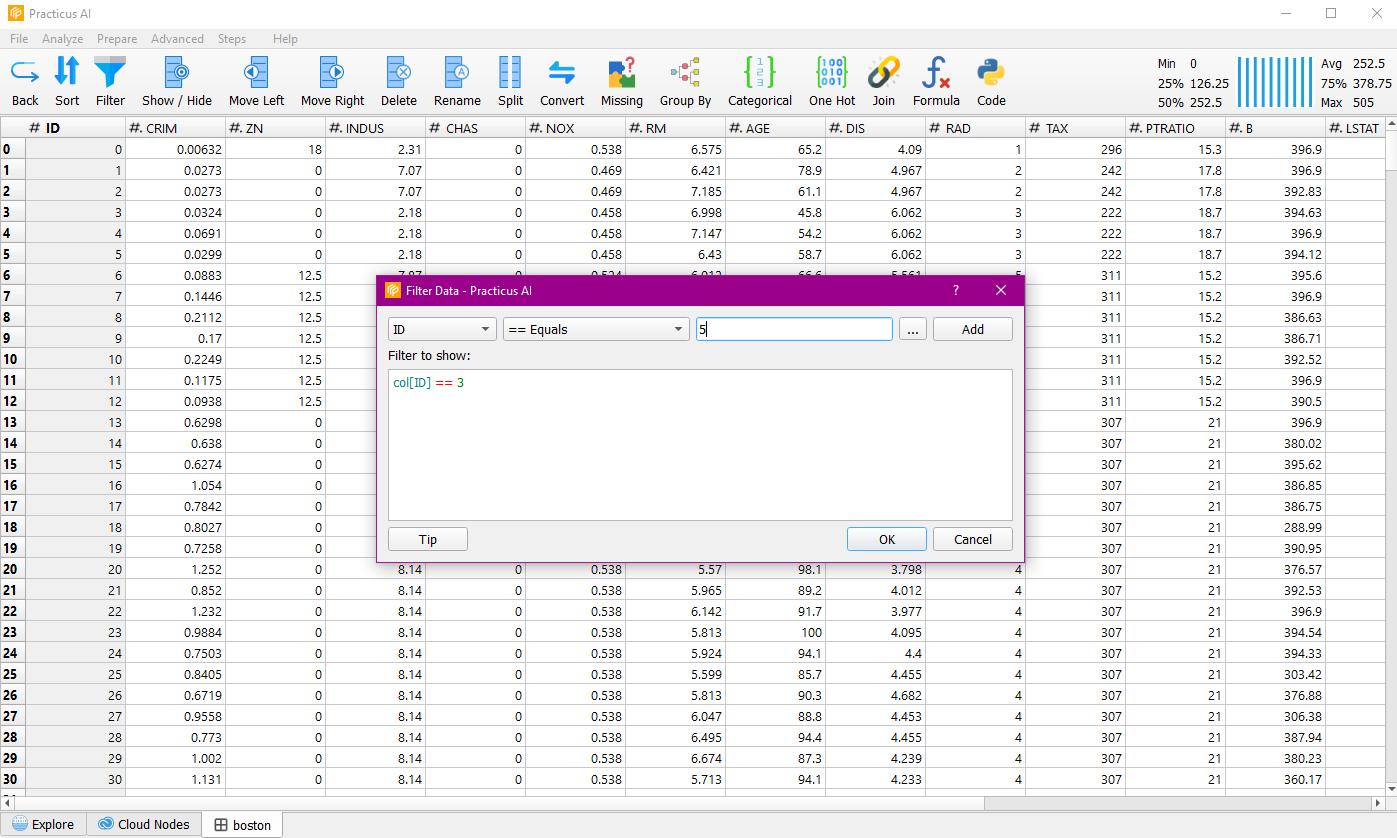 Practicus AI
File Analyze Prepare Advanced Steps Help
Back Sort Filter Show / Hide Move Left Move Right Delete Rename Split Convert Missing Group By Categorical One Hot Join Formula Code
Min 0 Avg 252.5
25% 126.25 75% 378.75
50% 252.5 Max 505
# ID #. CRIM #. ZN #. INDUS # CHAS #. NOX #. RM #. AGE #. DIS # RAD # TAX #. PTRATIO #. B #. LSTAT
0 0 0.00632 18 2.31 0 0.538 6.575 65.2 4.09 1 296 15.3 396.9
1 1 0.0273 0 7.07 0 0.469 6.421 78.9 4.967 2 242 17.8 396.9
2 2 0.0273 0 7.07 0 0.469 7.185 61.1 4.967 2 242 17.8 392.83
3 3 0.0324 0 2.18 0 0.458 6.998 45.8 6.062 3 222 18.7 394.63
4 4 0.0691 0 2.18 0 0.458 7.147 54.2 6.062 3 222 18.7 396.9
5 5 0.0299 0 2.18 0 0.458 6.43 58.7 6.062 3 222 18.7 394.12
6 6 0.0883 12.5 311 15.2 395.6
7 7 0.1446 12.5 311 15.2 396.9
8 8 0.2112 12.5 311 15.2 386.63
9 9 0.17 12.5 311 15.2 386.71
10 10 0.2249 12.5 311 15.2 392.52
11 11 0.1175 12.5 311 15.2 396.9
12 12 0.0938 12.5 311 15.2 390.5
13 13 0.6298 0 307 21 396.9
14 14 0.638 0 307 21 380.02
15 15 0.6274 0 307 21 395.62
16 16 1.054 0 307 21 386.85
17 17 0.7842 0 307 21 386.75
18 18 0.8027 0 307 21 288.99
19 19 0.7258 0 307 21 390.95
20 20 1.252 0 8.14 0 0.538 5.57 98.1 3.798 4 307 21 376.57
21 21 0.852 0 8.14 0 0.538 5.965 89.2 4.012 4 307 21 392.53
22 22 1.232 0 8.14 0 0.538 6.142 91.7 3.977 4 307 21 396.9
23 23 0.9884 0 8.14 0 0.538 5.813 100 4.095 4 307 21 394.54
24 24 0.7503 0 8.14 0 0.538 5.924 94.1 4.4 4 307 21 394.33
25 25 0.8405 0 8.14 0 0.538 5.599 85.7 4.455 4 307 21 303.42
26 26 0.6719 0 8.14 0 0.538 5.813 90.3 4.682 4 307 21 376.88
27 27 0.9558 0 8.14 0 0.538 6.047 88.8 4.453 4 307 21 306.38
28 28 0.773 0 8.14 0 0.538 6.495 94.4 4.455 4 307 21 387.94
29 29 1.002 0 8.14 0 0.538 6.674 87.3 4.239 4 307 21 380.23
30 30 1.131 0 8.14 0 0.538 5.713 94.1 4.233 4 307 21 360.17
Filter Data - Practicus AI ?
ID == Equals 5 ... Add
Filter to show:
col[ID] == 3
Tip OK Cancel
Explore Cloud Nodes boston